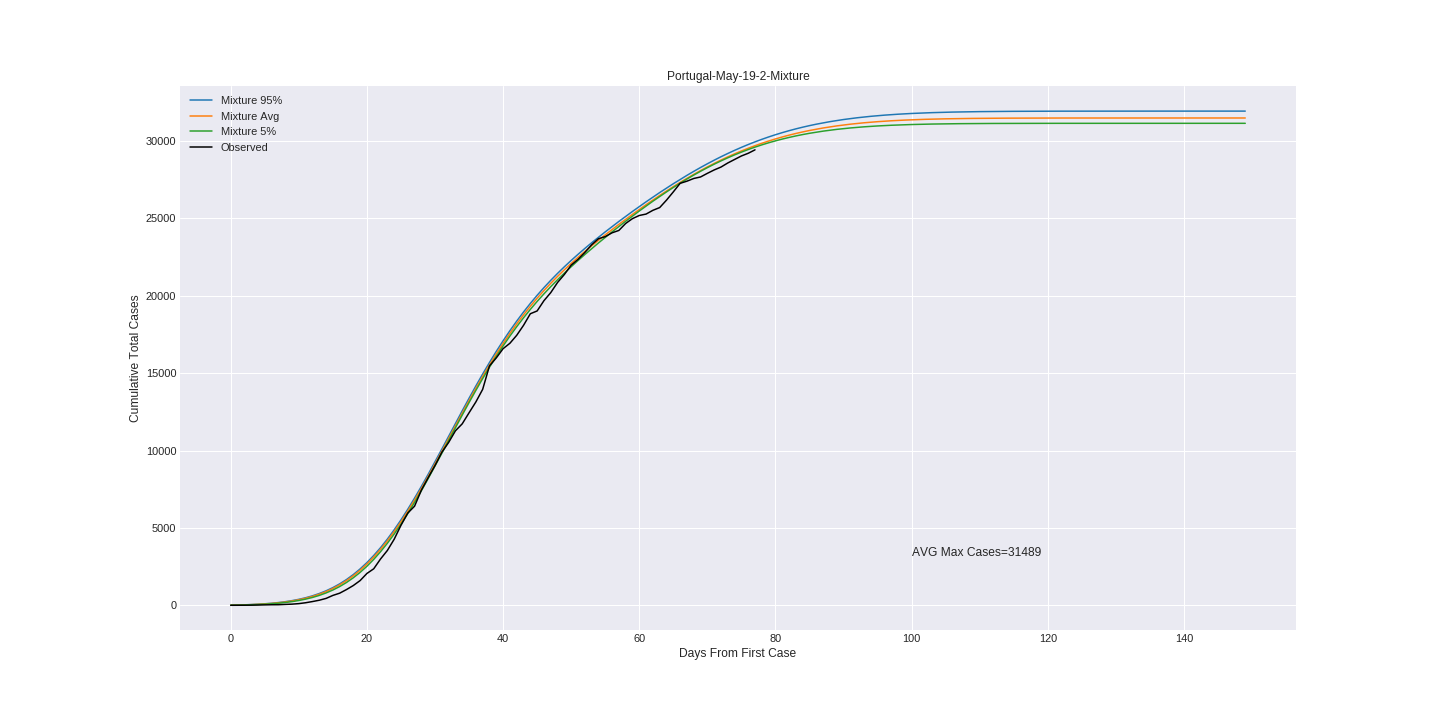 Portugal-May-19-2-Mixture
Mixture 95%
Mixture Avg
Mixture 5%
Observed
30000
25000
20000
15000
10000
5000
0
Cumulative Total Cases
AVG Max Cases=31489
0 20 40 60 80 100 120 140
Days From First Case